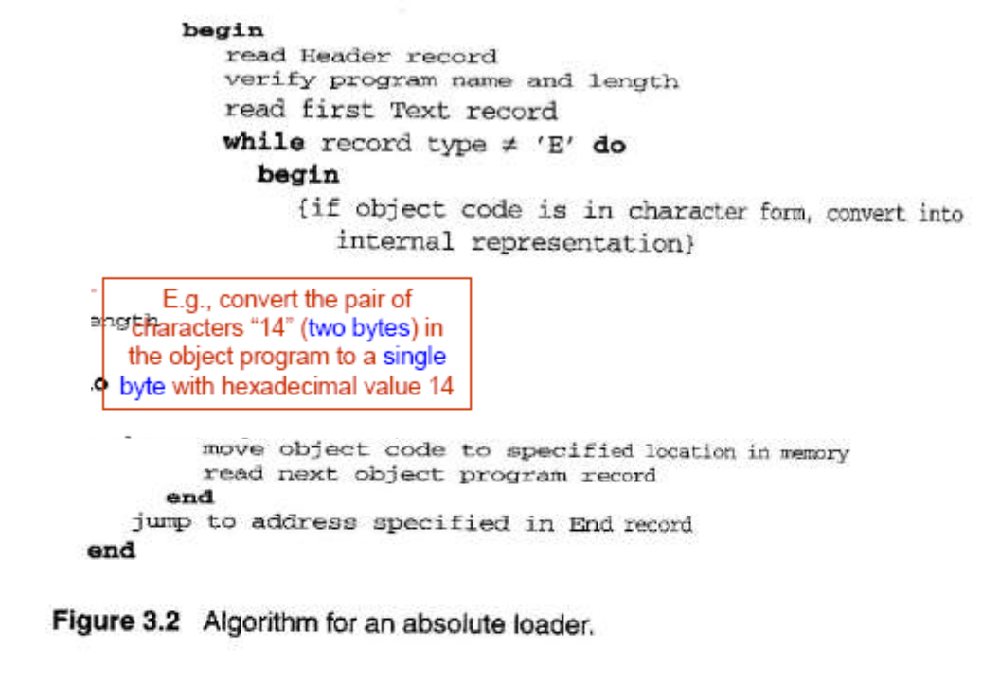 begin
read Header record
verify program name and length
read first Text record
while record type ≠ 'E' do
begin
{if object code is in character form, convert into
internal representation}
E.g., convert the pair of
characters “14” (two bytes) in
the object program to a single
byte with hexadecimal value 14
move object code to specified location in memory
read next object program record
end
jump to address specified in End record
end
Figure 3.2 Algorithm for an absolute loader.